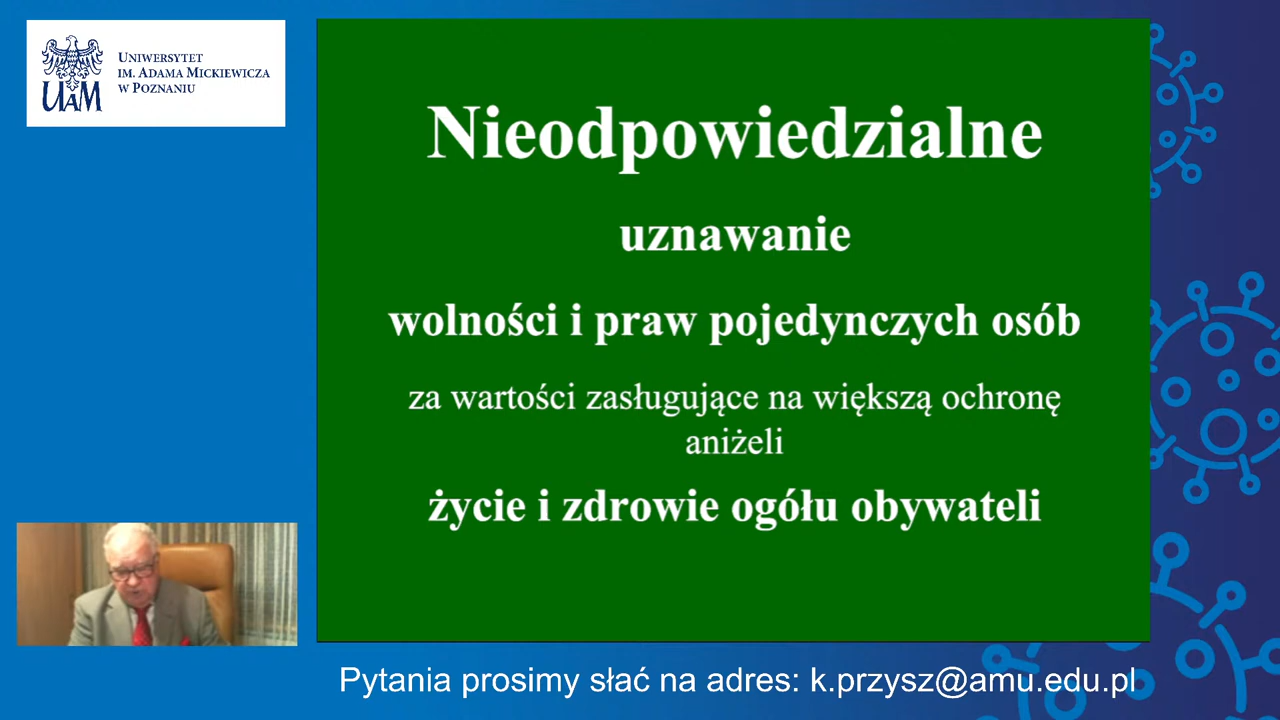 UNIWERSYTET
IM. ADAMA MICKIEWICZA
W POZNANIU
UAM
Nieodpowiedzialne
uznawanie
wolności i praw pojedynczych osób
za wartości zasługujące na większą ochronę
aniżeli
życie i zdrowie ogółu obywateli
Pytania prosimy słać na adres: k.przysz@amu.edu.pl